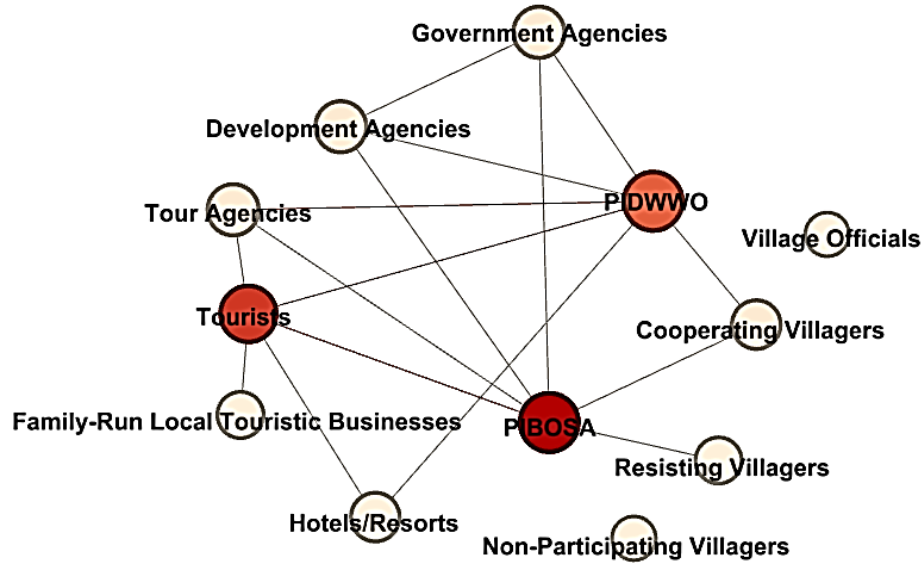 Government Agencies
Development Agencies
PIDWWO
Tour Agencies
Village Officials
Tourists
Cooperating Villagers
Family-Run Local Touristic Businesses
PIBOSA
Resisting Villagers
Hotels/Resorts
Non-Participating Villagers